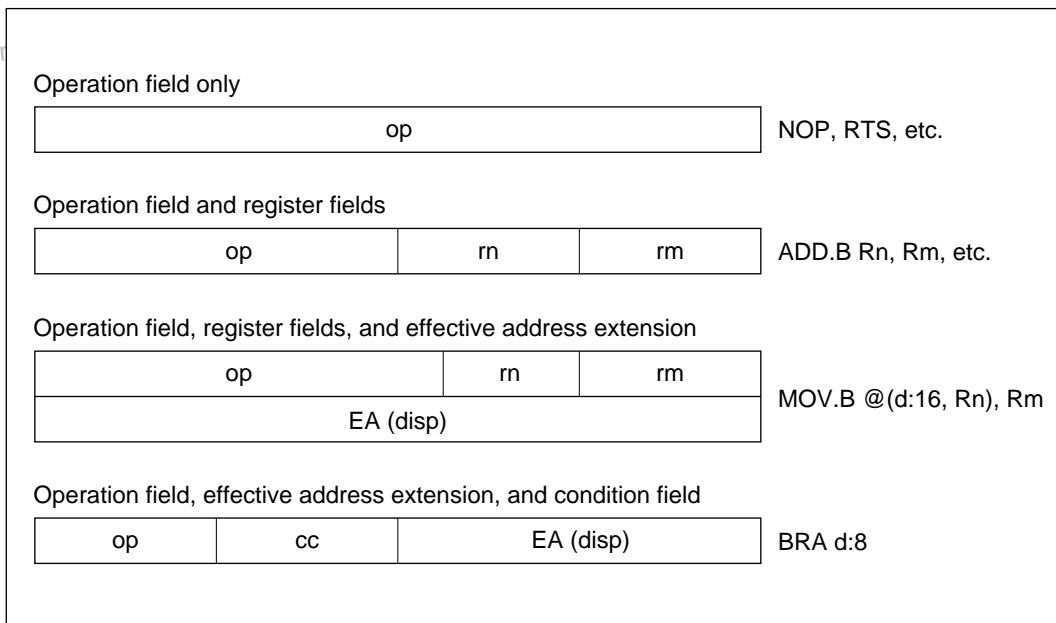 Operation field only
op
NOP, RTS, etc.
Operation field and register fields
op rn rm
ADD.B Rn, Rm, etc.
Operation field, register fields, and effective address extension
op rn rm
EA (disp)
MOV.B @(d:16, Rn), Rm
Operation field, effective address extension, and condition field
op cc EA (disp)
BRA d:8